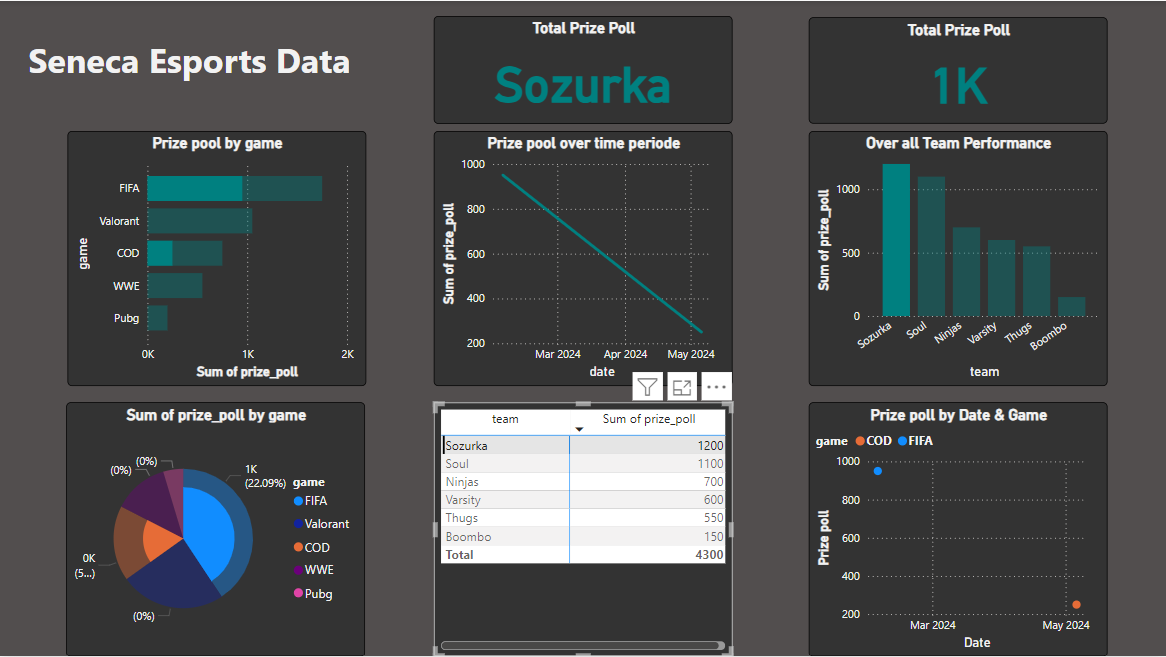 Seneca Esports Data
Total Prize Poll
Sozurka
Total Prize Poll
1K
Prize pool by game
game
FIFA
Valorant
COD
WWE
Pubg
0K 1K 2K
Sum of prize_poll
Prize pool over time periode
Sum of prize_poll
1000
800
600
400
200
Mar 2024 Apr 2024 May 2024
date
Over all Team Performance
Sum of prize_poll
1000
500
0
Sozurka Soul Ninjas Varsity Thugs Boombo
team
Sum of prize_poll by game
(0%)
(0%)
1K
(22.09%)
0K
(5...)
(0%)
game
FIFA
Valorant
COD
WWE
Pubg
team Sum of prize_poll
Sozurka 1200
Soul 1100
Ninjas 700
Varsity 600
Thugs 550
Boombo 150
Total 4300
Prize poll by Date & Game
game COD FIFA
Prize poll
1000
800
600
400
200
Mar 2024 May 2024
Date